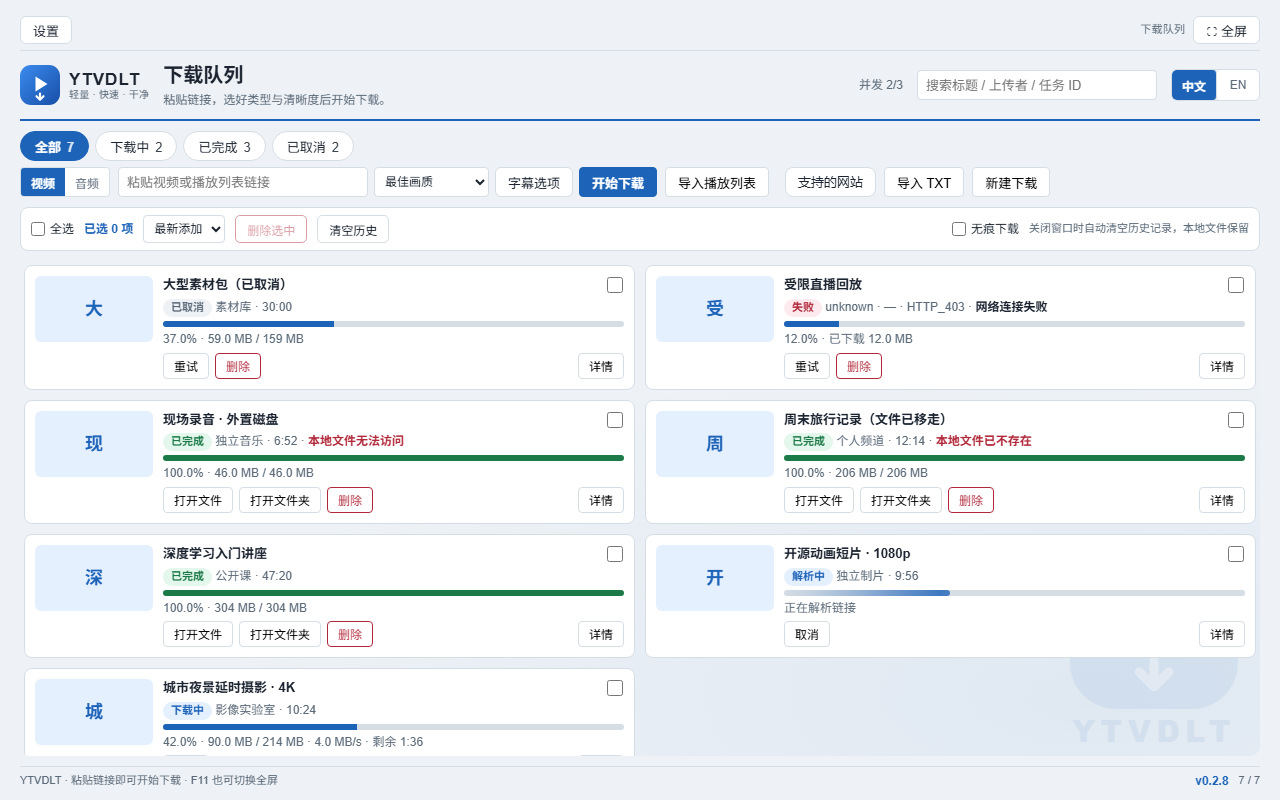 设置
下载队列
全屏
YTVDLT
轻量 · 快速 · 干净
下载队列
粘贴链接，选好类型与清晰度后开始下载。
并发 2/3
搜索标题 / 上传者 / 任务 ID
中文
EN
全部 7
下载中 2
已完成 3
已取消 2
视频
音频
粘贴视频或播放列表链接
最佳画质
字幕选项
开始下载
导入播放列表
支持的网站
导入 TXT
新建下载
全选
已选 0 项
最新添加
删除选中
清空历史
无痕下载
关闭窗口时自动清空历史记录，本地文件保留
大
大型素材包（已取消）
已取消 素材库 · 30:00
37.0% · 59.0 MB / 159 MB
重试
删除
详情
受
受限直播回放
失败 unknown · — · HTTP_403 · 网络连接失败
12.0% · 已下载 12.0 MB
重试
删除
详情
现
现场录音 · 外置磁盘
已完成 独立音乐 · 6:52 · 本地文件无法访问
100.0% · 46.0 MB / 46.0 MB
打开文件
打开文件夹
删除
详情
周
周末旅行记录（文件已移走）
已完成 个人频道 · 12:14 · 本地文件已不存在
100.0% · 206 MB / 206 MB
打开文件
打开文件夹
删除
详情
深
深度学习入门讲座
已完成 公开课 · 47:20
100.0% · 304 MB / 304 MB
打开文件
打开文件夹
删除
详情
开
开源动画短片 · 1080p
解析中 独立制片 · 9:56
正在解析链接
取消
详情
城
城市夜景延时摄影 · 4K
下载中 影像实验室 · 10:24
42.0% · 90.0 MB / 214 MB · 4.0 MB/s · 剩余 1:36
YTVDLT
YTVDLT · 粘贴链接即可开始下载 · F11 也可切换全屏
v0.2.8
7 / 7